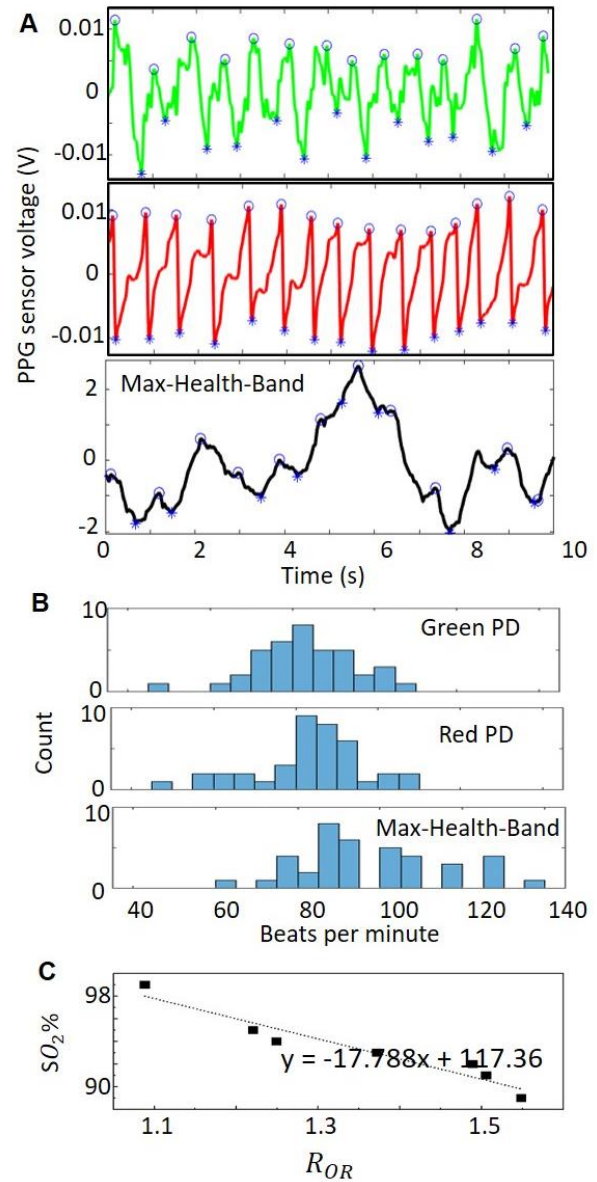 A
PPG sensor voltage (V)
0.01
0
-0.01
0.01
0
-0.01
Max-Health-Band
2
0
-2
0 2 4 6 8 10
Time (s)
B
10
0
Green PD
10
0
Red PD
Count
10
0
Max-Health-Band
40 60 80 100 120 140
Beats per minute
C
98
90
SO₂%
y = -17.788x + 117.36
1.1 1.3 1.5
R_OR